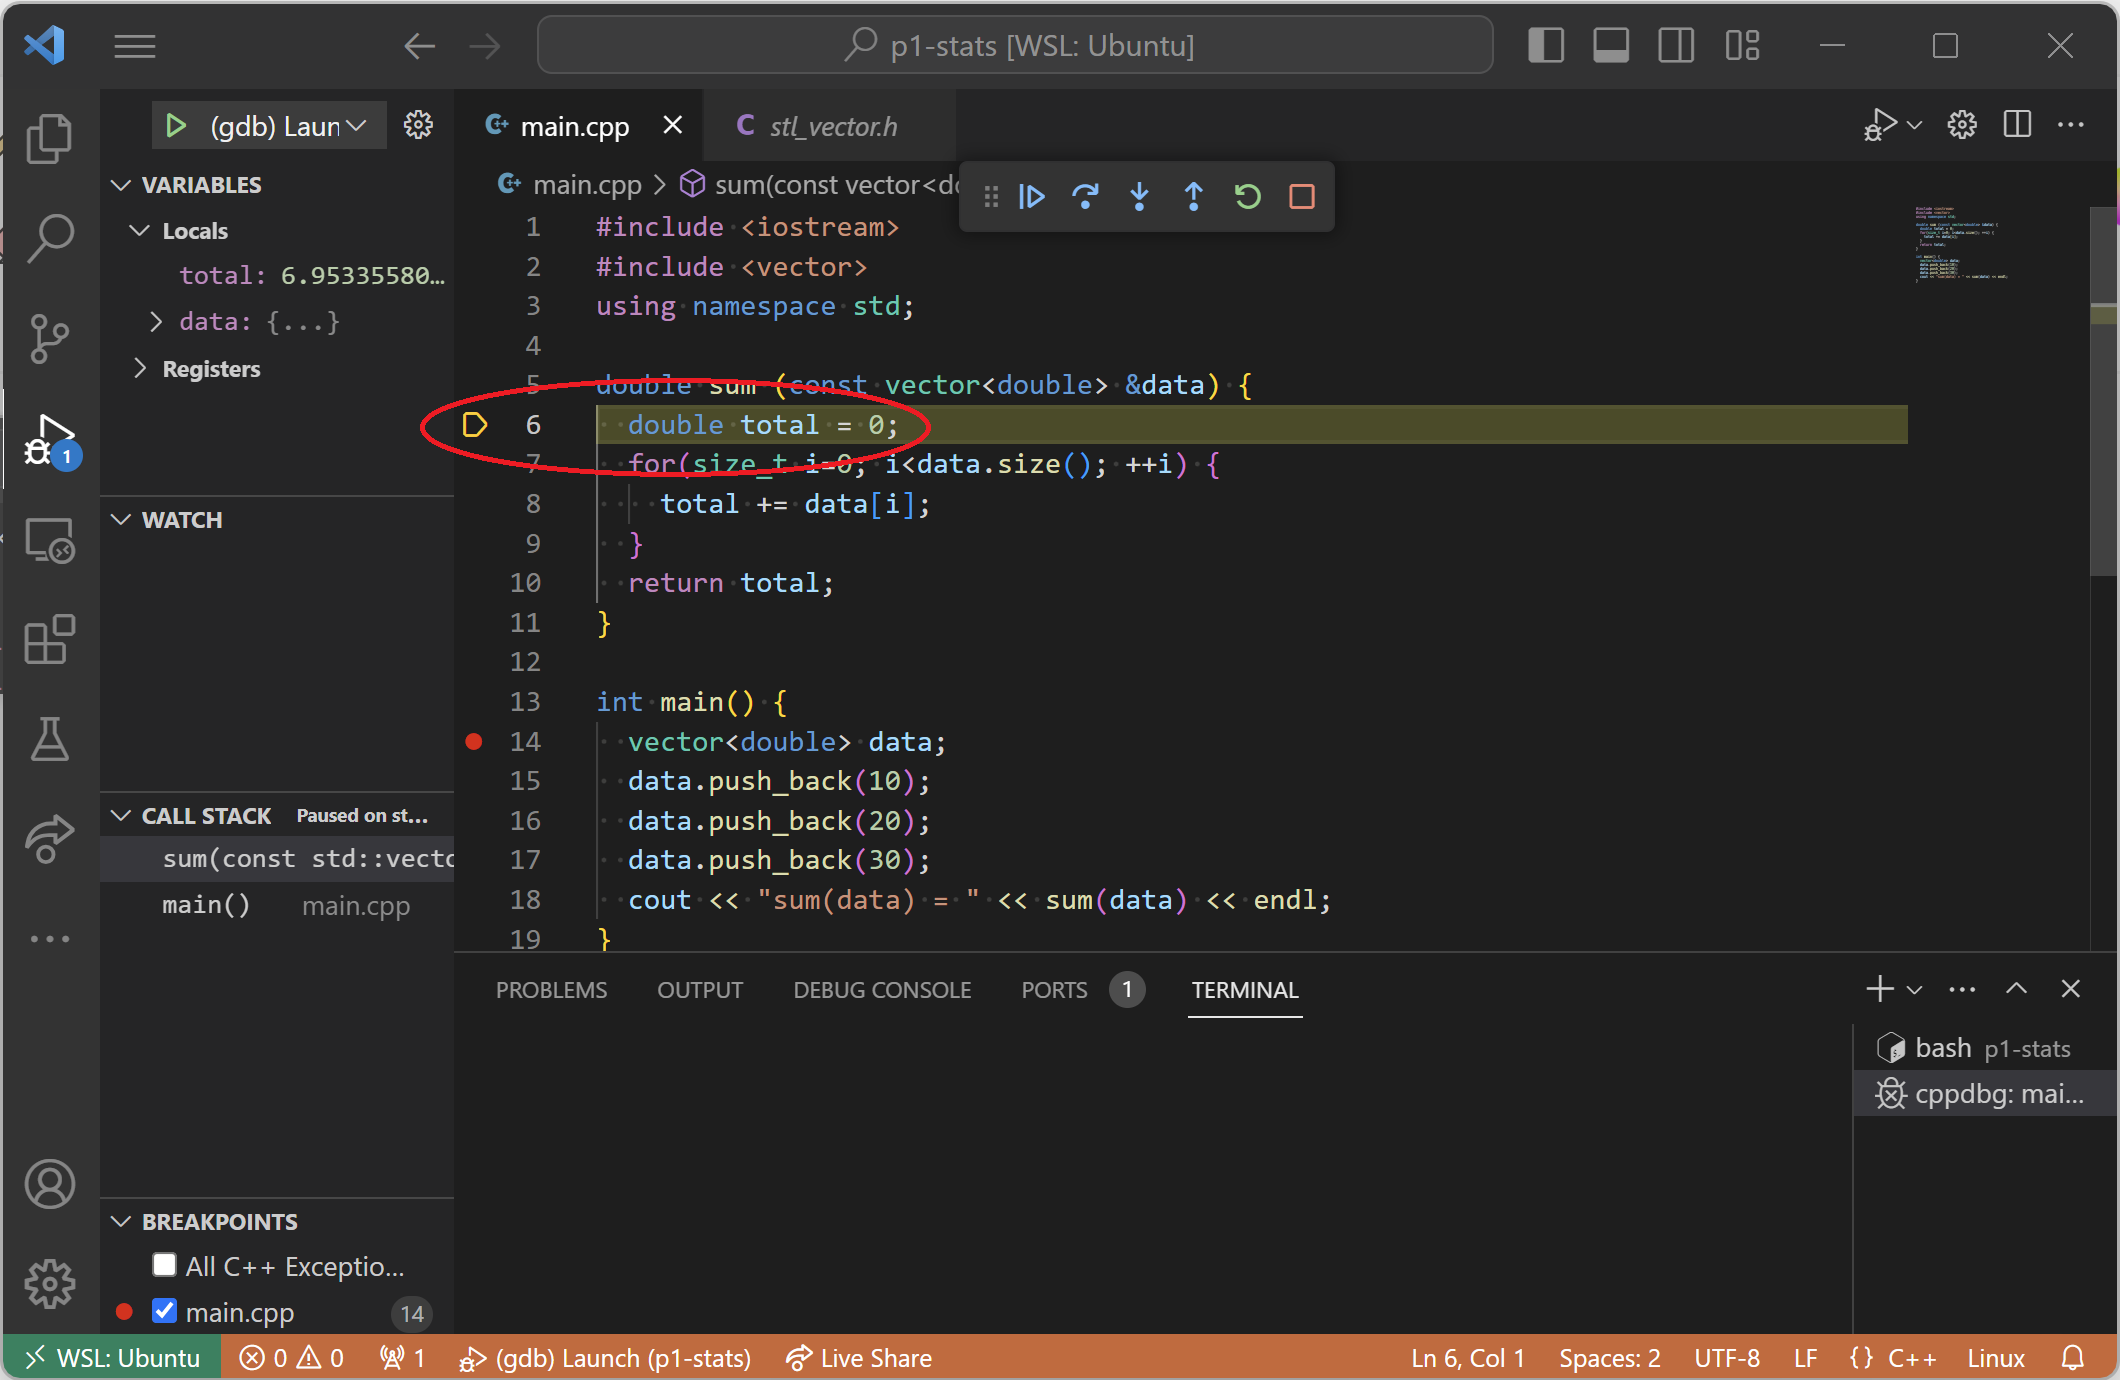 p1-stats [WSL: Ubuntu]
(gdb) Laun
main.cpp
stl_vector.h
VARIABLES
Locals
total: 6.95335580…
data: {...}
Registers
WATCH
CALL STACK Paused on st…
sum(const std::vecto
main() main.cpp
BREAKPOINTS
All C++ Exceptio…
main.cpp 14
main.cpp > sum(const vector<do
1 #include <iostream>
2 #include <vector>
3 using namespace std;
4
5 double sum (const vector<double> &data) {
6 double total = 0;
7 for(size_t i=0; i<data.size(); ++i) {
8 total += data[i];
9 }
10 return total;
11 }
12
13 int main() {
14 vector<double> data;
15 data.push_back(10);
16 data.push_back(20);
17 data.push_back(30);
18 cout << "sum(data) = " << sum(data) << endl;
19 }
PROBLEMS OUTPUT DEBUG CONSOLE PORTS 1 TERMINAL
bash p1-stats
cppdbg: mai…
1
WSL: Ubuntu 0 0 1 (gdb) Launch (p1-stats) Live Share Ln 6, Col 1 Spaces: 2 UTF-8 LF {} C++ Linux